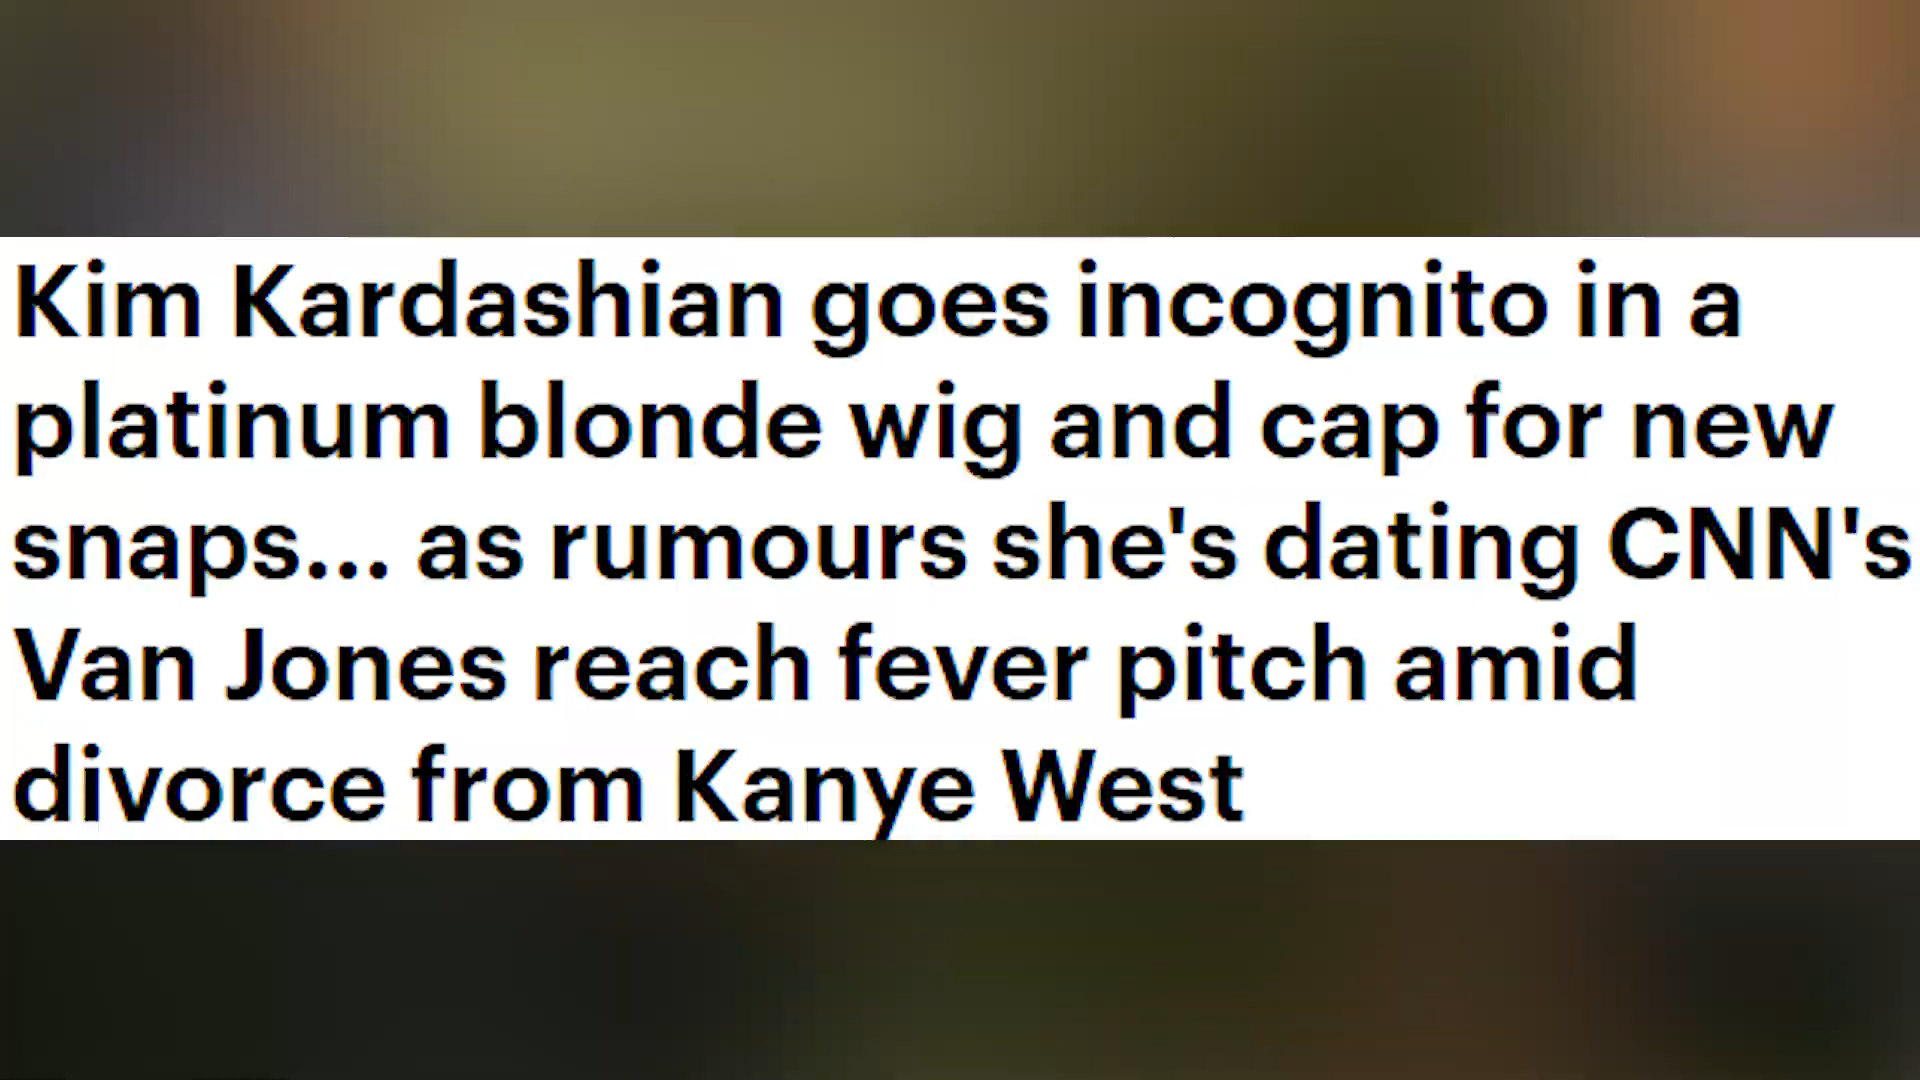 Kim Kardashian goes incognito in a
platinum blonde wig and cap for new
snaps... as rumours she's dating CNN's
Van Jones reach fever pitch amid
divorce from Kanye West